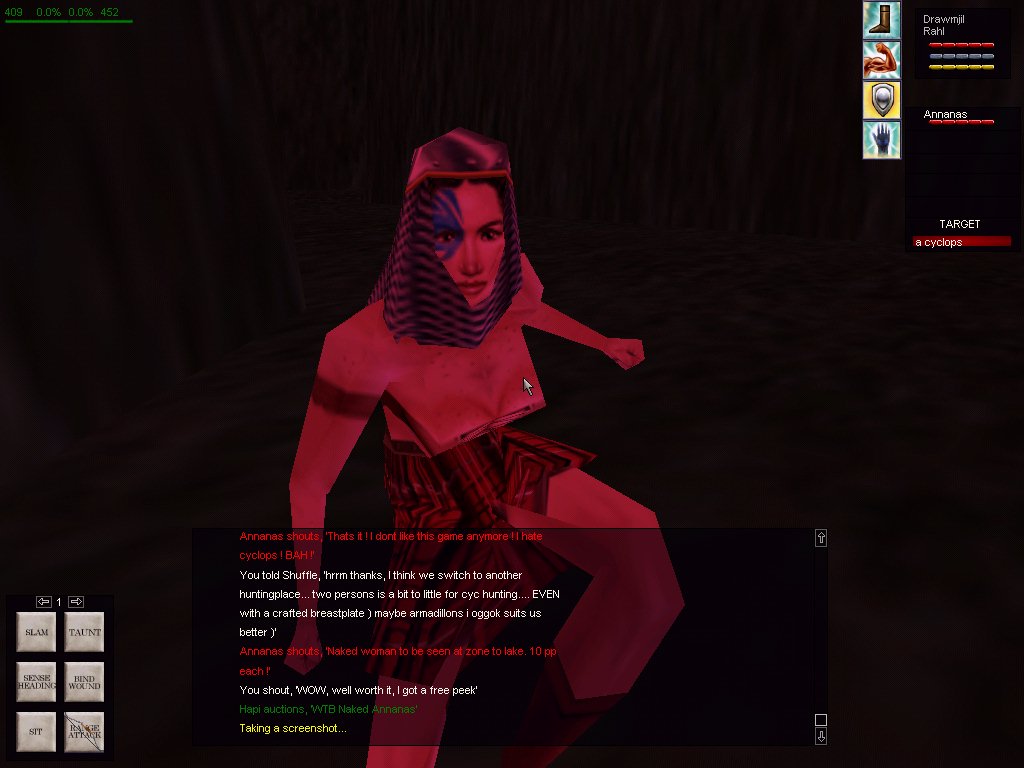 409 0.0% 0.0% 452
Drawmjil
Rahl
Annanas
TARGET
a cyclops
Annanas shouts, 'Thats it ! I dont like this game anymore ! I hate
cyclops ! BAH !'
You told Shuffle, 'hrrm thanks, I think we switch to another
huntingplace... two persons is a bit to little for cyc hunting.... EVEN
with a crafted breastplate ) maybe armadillons i oggok suits us
better )'
Annanas shouts, 'Naked woman to be seen at zone to lake. 10 pp
each !'
You shout, 'WOW, well worth it, I got a free peek'
Hapi auctions, 'WTB Naked Annanas'
Taking a screenshot...
1
SLAM TAUNT
SENSE HEADING BIND WOUND
SIT RANGE ATTACK